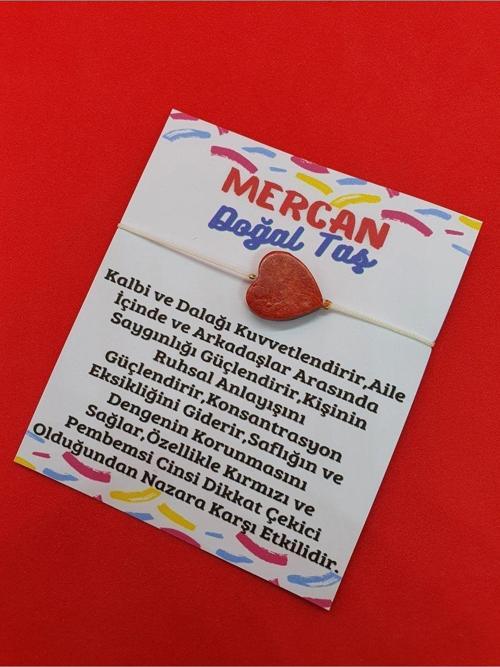 MERCAN
Doğal Taş
Kalbi ve Dalağı Kuvvetlendirir,Aile
İçinde ve Arkadaşlar Arasında
Saygınlığı Güçlendirir,Kişinin
Ruhsal Anlayışını
Güçlendirir,Konsantrasyon
Eksikliğini Giderir,Saflığın ve
Dengenin Korunmasını
Sağlar,Özellikle Kırmızı ve
Pembemsi Cinsi Dikkat Çekici
Olduğundan Nazara Karşı Etkilidir.